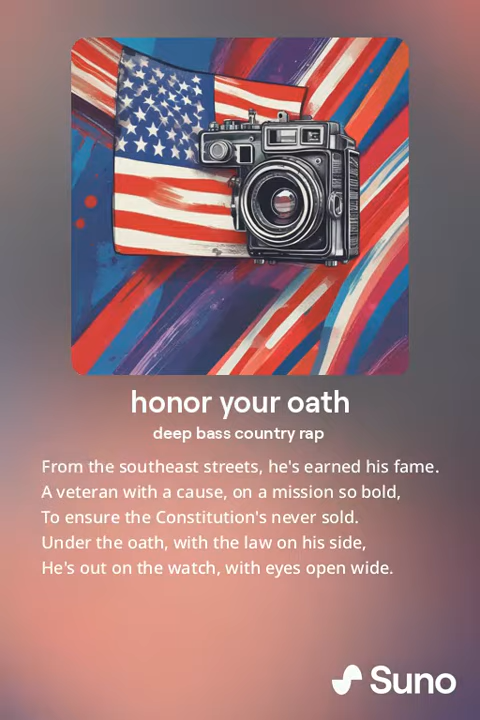 honor your oath
deep bass country rap
From the southeast streets, he's earned his fame.
A veteran with a cause, on a mission so bold,
To ensure the Constitution's never sold.
Under the oath, with the law on his side,
He's out on the watch, with eyes open wide.
Suno